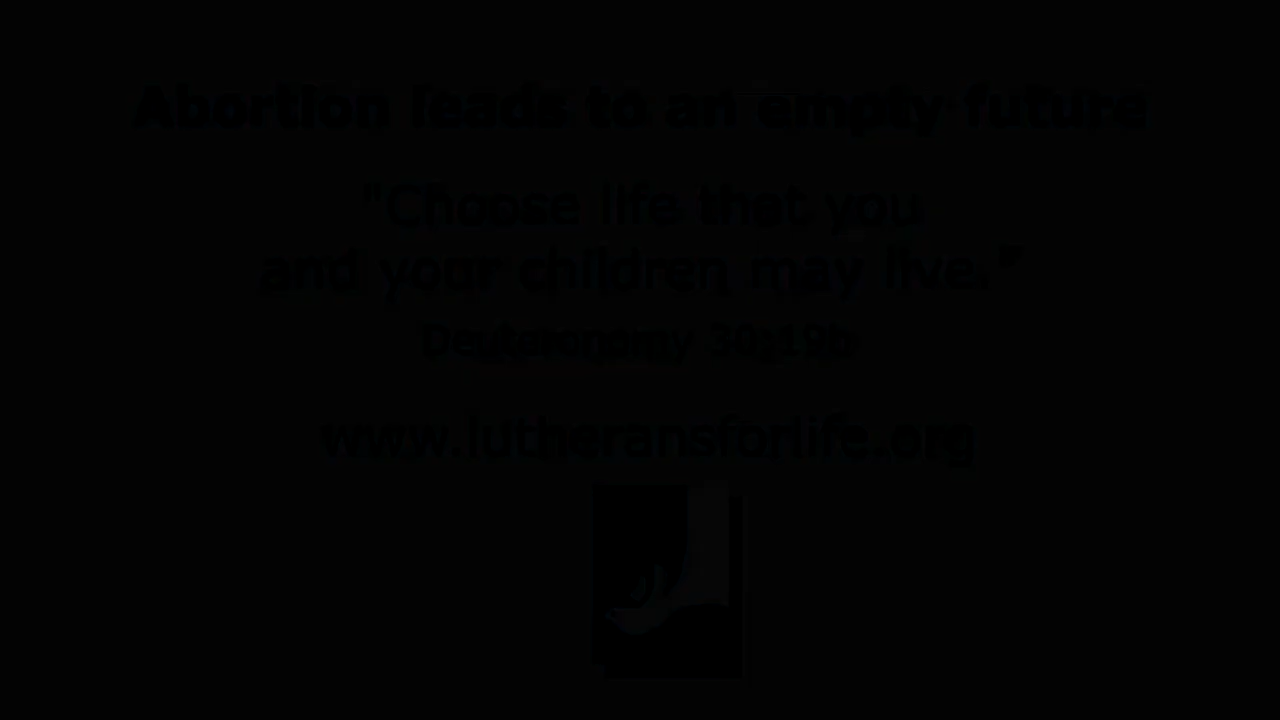 Abortion leads to an empty future
"Choose life that you
and your children may live."
Deuteronomy 30:19b
www.lutheransforlife.org